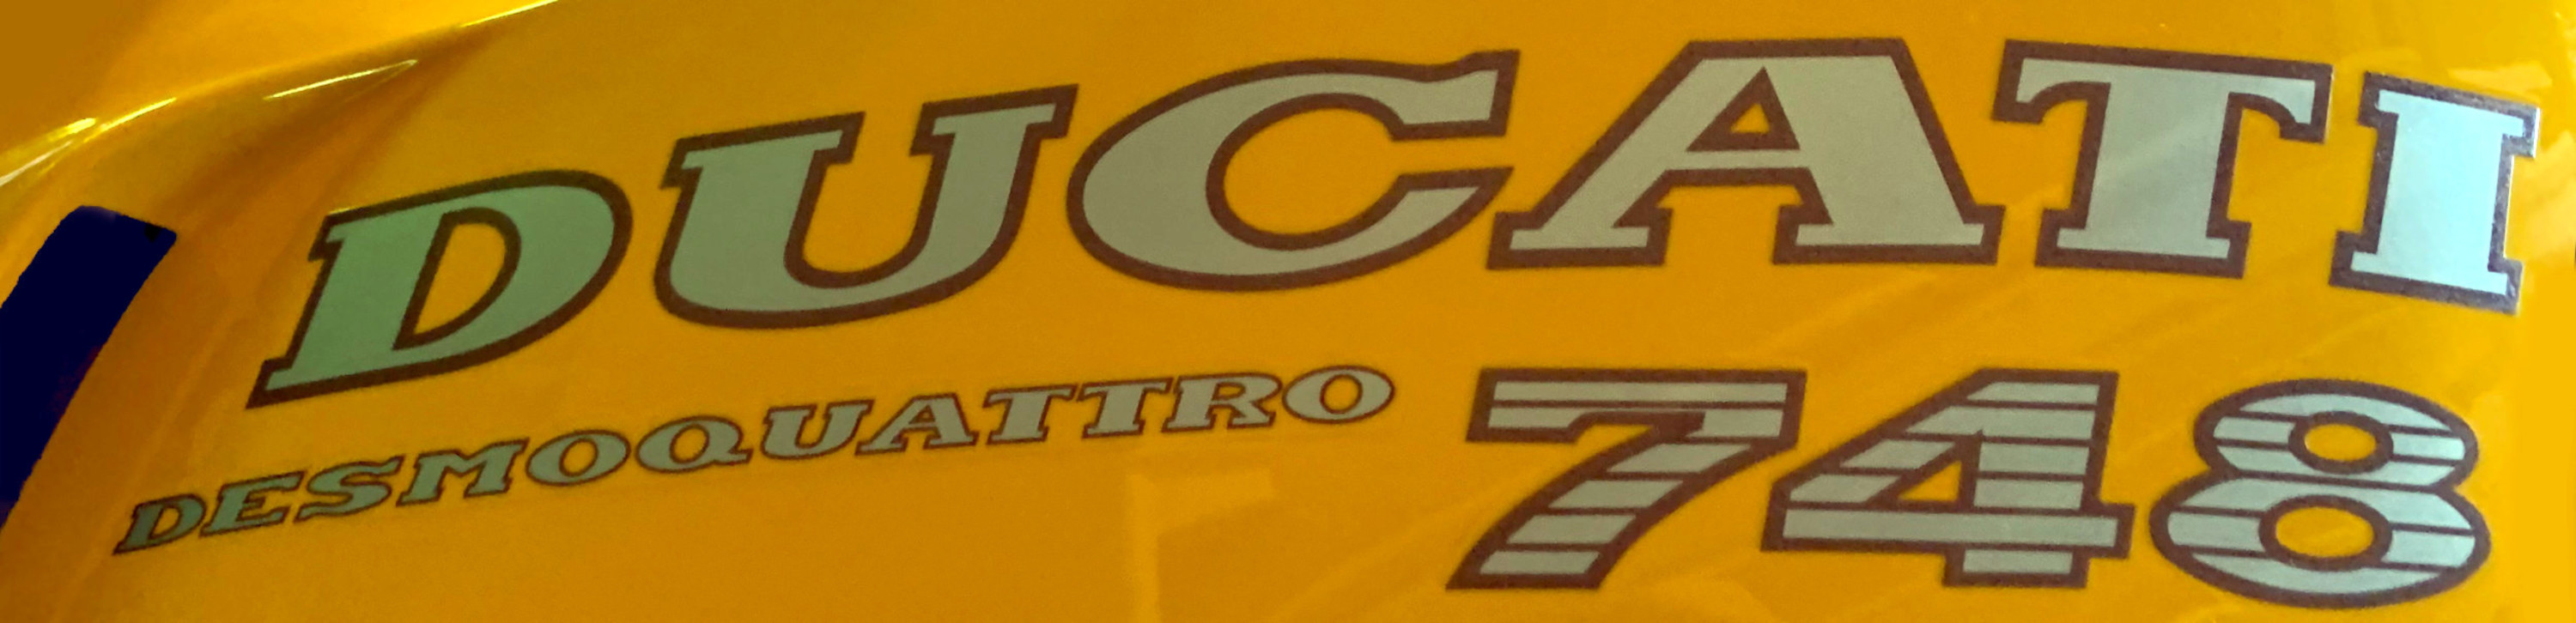 DUCATI
DESMOQUATTRO 748